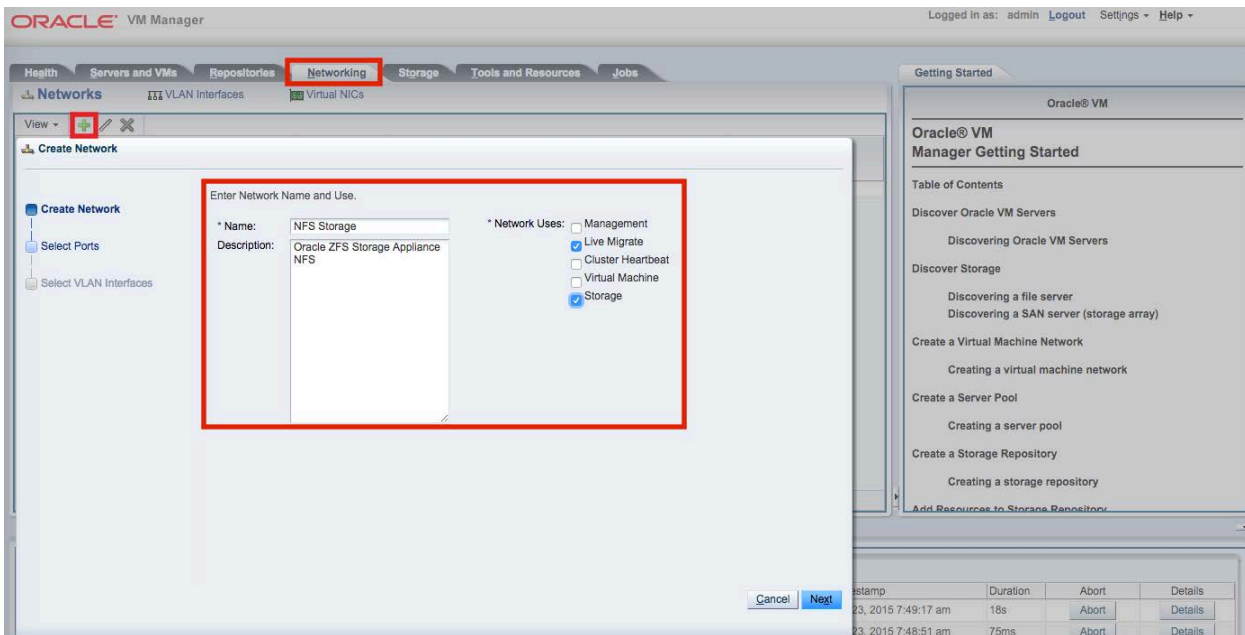 ORACLE VM Manager
Logged in as: admin Logout Settings Help
Health Servers and VMs Repositories Networking Storage Tools and Resources Jobs
Networks VLAN Interfaces Virtual NICs
View
Create Network
Create Network
Select Ports
Select VLAN Interfaces
Enter Network Name and Use.
* Name: NFS Storage
Description: Oracle ZFS Storage Appliance
NFS
* Network Uses: Management
Live Migrate
Cluster Heartbeat
Virtual Machine
Storage
Cancel Next
Getting Started
Oracle® VM
Oracle® VM
Manager Getting Started
Table of Contents
Discover Oracle VM Servers
Discovering Oracle VM Servers
Discover Storage
Discovering a file server
Discovering a SAN server (storage array)
Create a Virtual Machine Network
Creating a virtual machine network
Create a Server Pool
Creating a server pool
Create a Storage Repository
Creating a storage repository
Add Resources to Storage Repository
estamp Duration Abort Details
23, 2015 7:49:17 am 18s Abort Details
23, 2015 7:48:51 am 75ms Abort Details